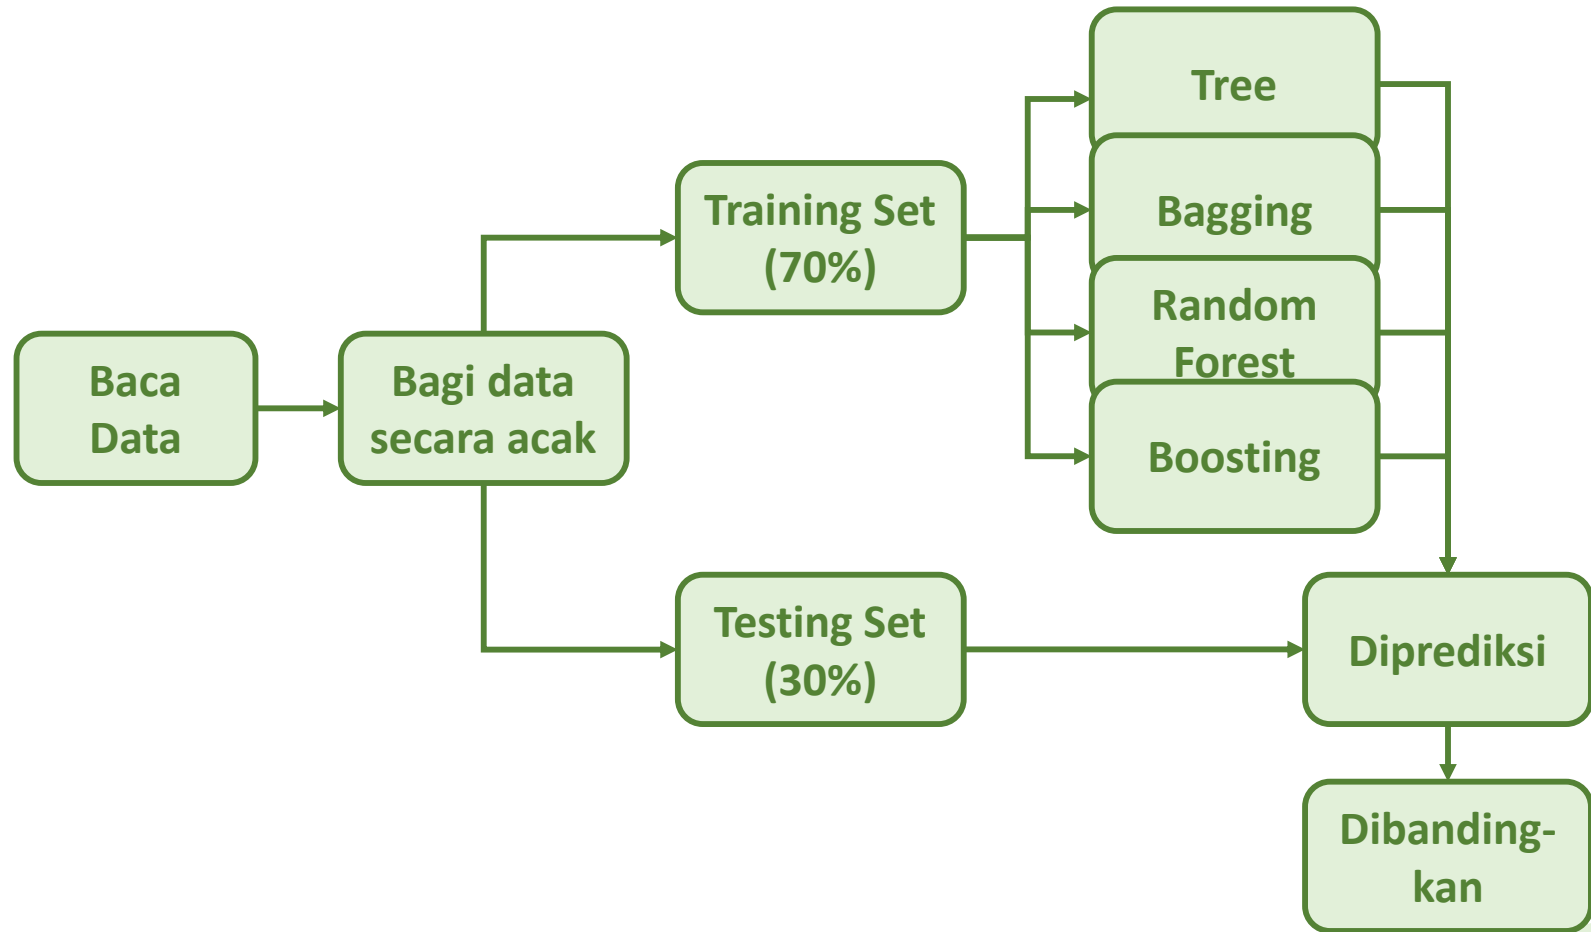 Baca
Data
Bagi data
secara acak
Training Set
(70%)
Testing Set
(30%)
Tree
Bagging
Random
Forest
Boosting
Diprediksi
Dibanding-
kan